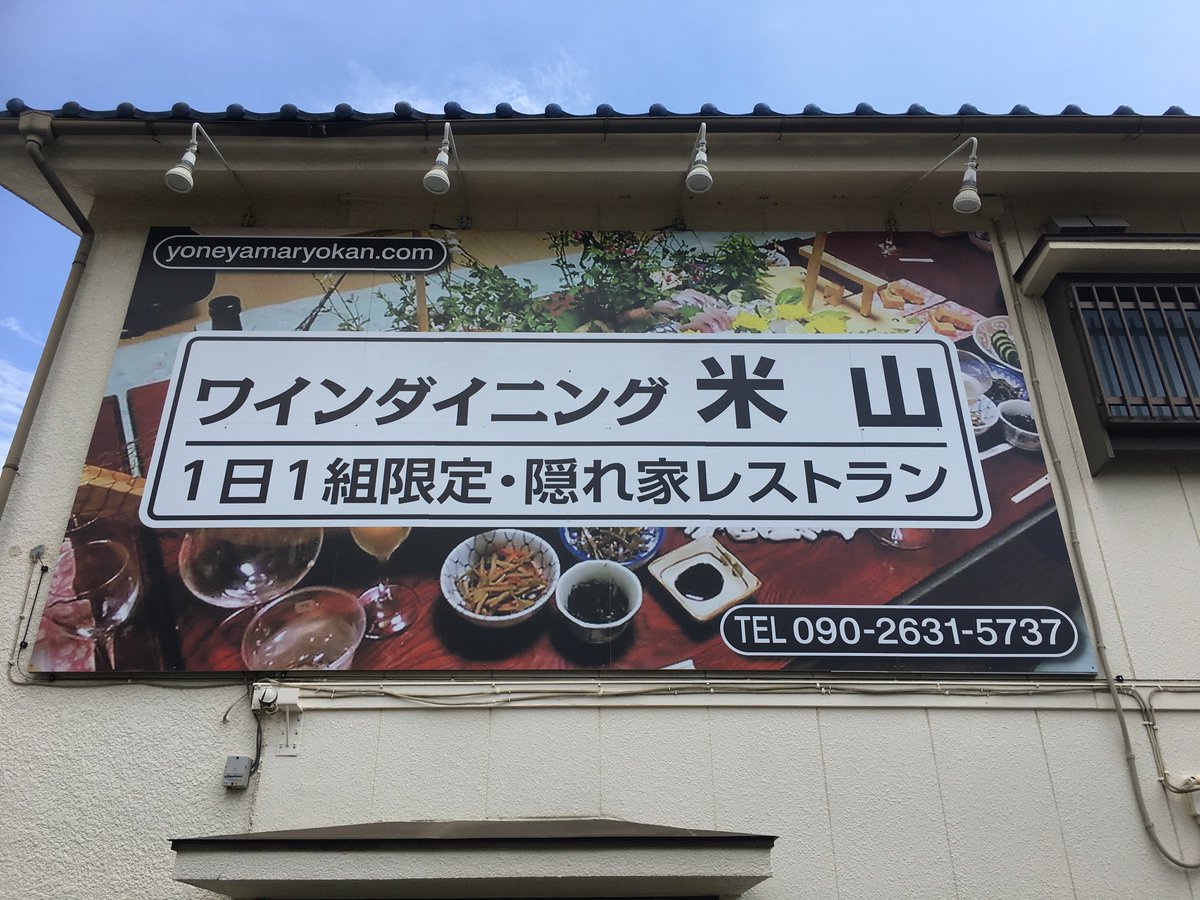 yoneyamaryokan.com
ワインダイニング 米 山
1日1組限定・隠れ家レストラン
TEL 090-2631-5737